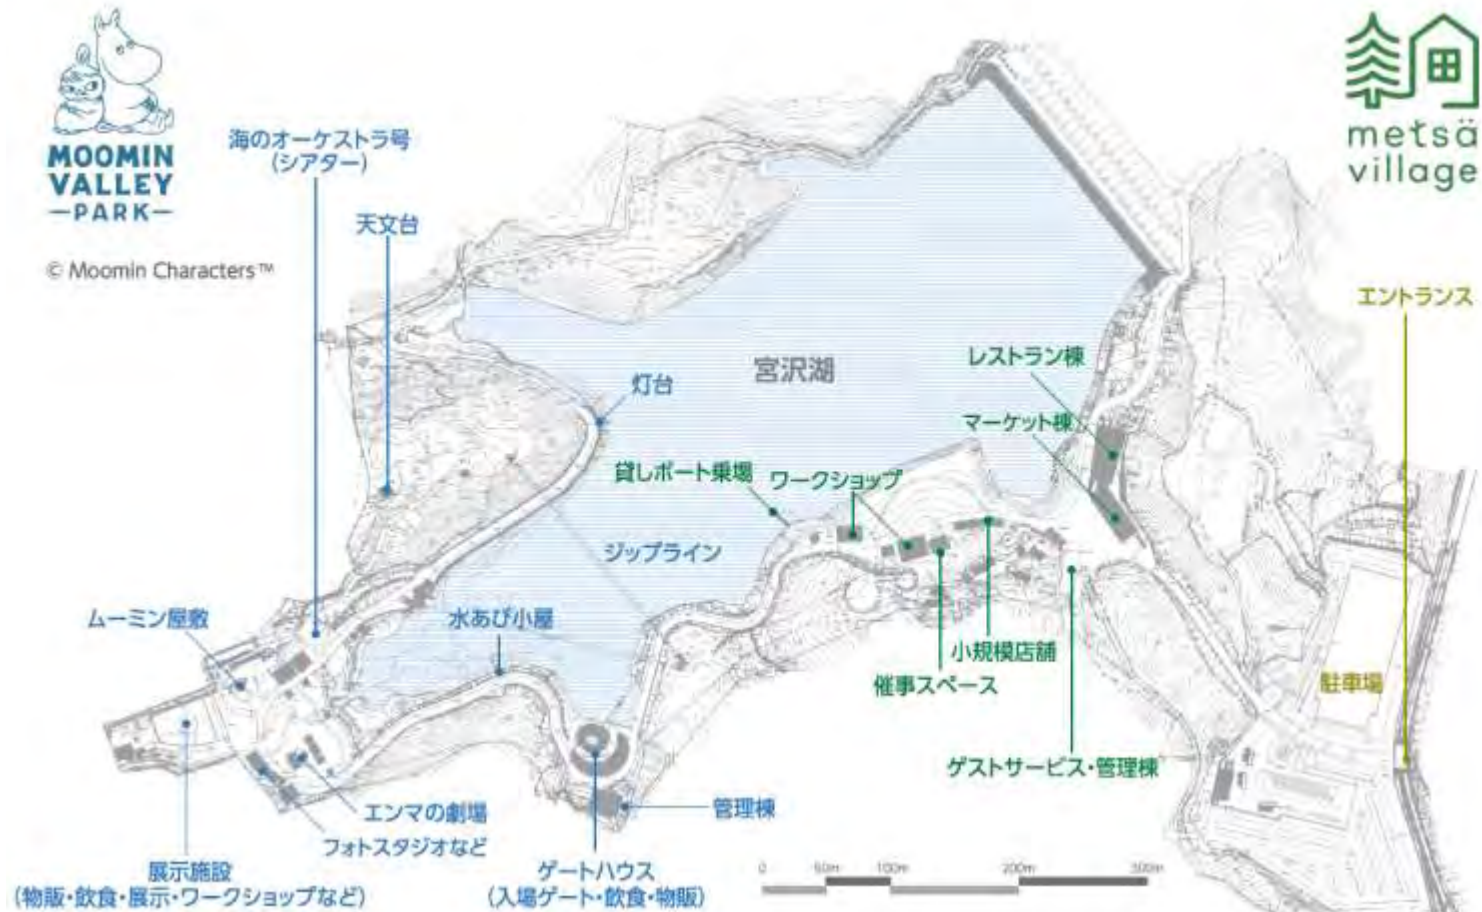 MOOMIN
VALLEY
PARK
© Moomin Characters™
metsä
village
海のオーケストラ号
(シアター)
天文台
エントランス
宮沢湖
レストラン棟
灯台
マーケット棟
貸しボート乗場
ワークショップ
ジップライン
ムーミン屋敷
水あび小屋
小規模店舗
催事スペース
駐車場
ゲストサービス・管理棟
エンマの劇場
管理棟
フォトスタジオなど
展示施設
(物販・飲食・展示・ワークショップなど)
ゲートハウス
(入場ゲート・飲食・物販)
0 50m 100m 200m 300m